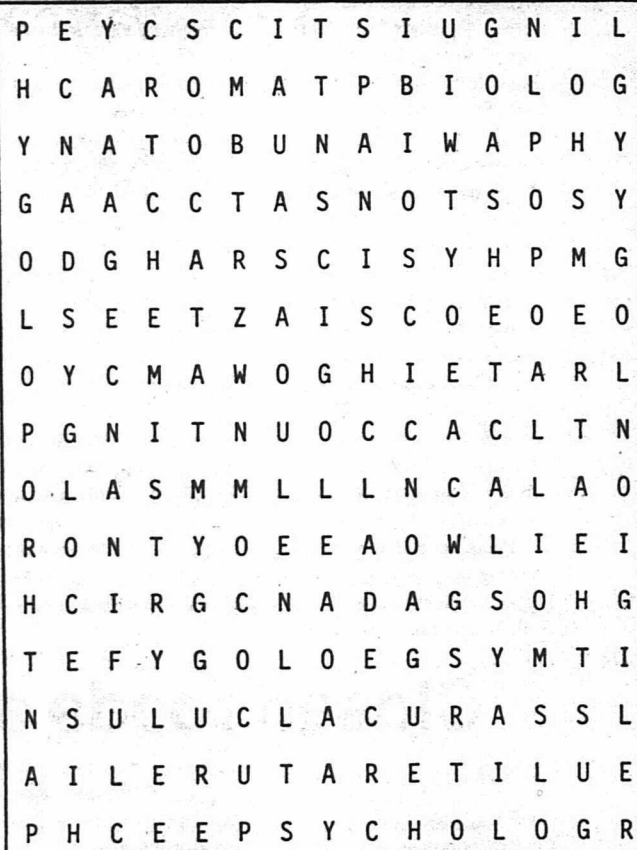 P E Y C S C I T S I U G N I L
H C A R O M A T P B I O L O G
Y N A T O B U N A I W A P H Y
G A A C C T A S N O T S O S Y
O D G H A R S C I S Y H P M G
L S E E T Z A I S C O E O E O
O Y C M A W O G H I E T A R L
P G N I T N U O C C A C L T N
O L A S M M L L L N C A L A O
R O N T Y O E E A O W L I E I
H C I R G C N A D A G S O H G
T E F Y G O L O E G S Y M T I
N S U L U C L A C U R A S S L
A I L E R U T A R E T I L U E
P H C E E P S Y C H O L O G R